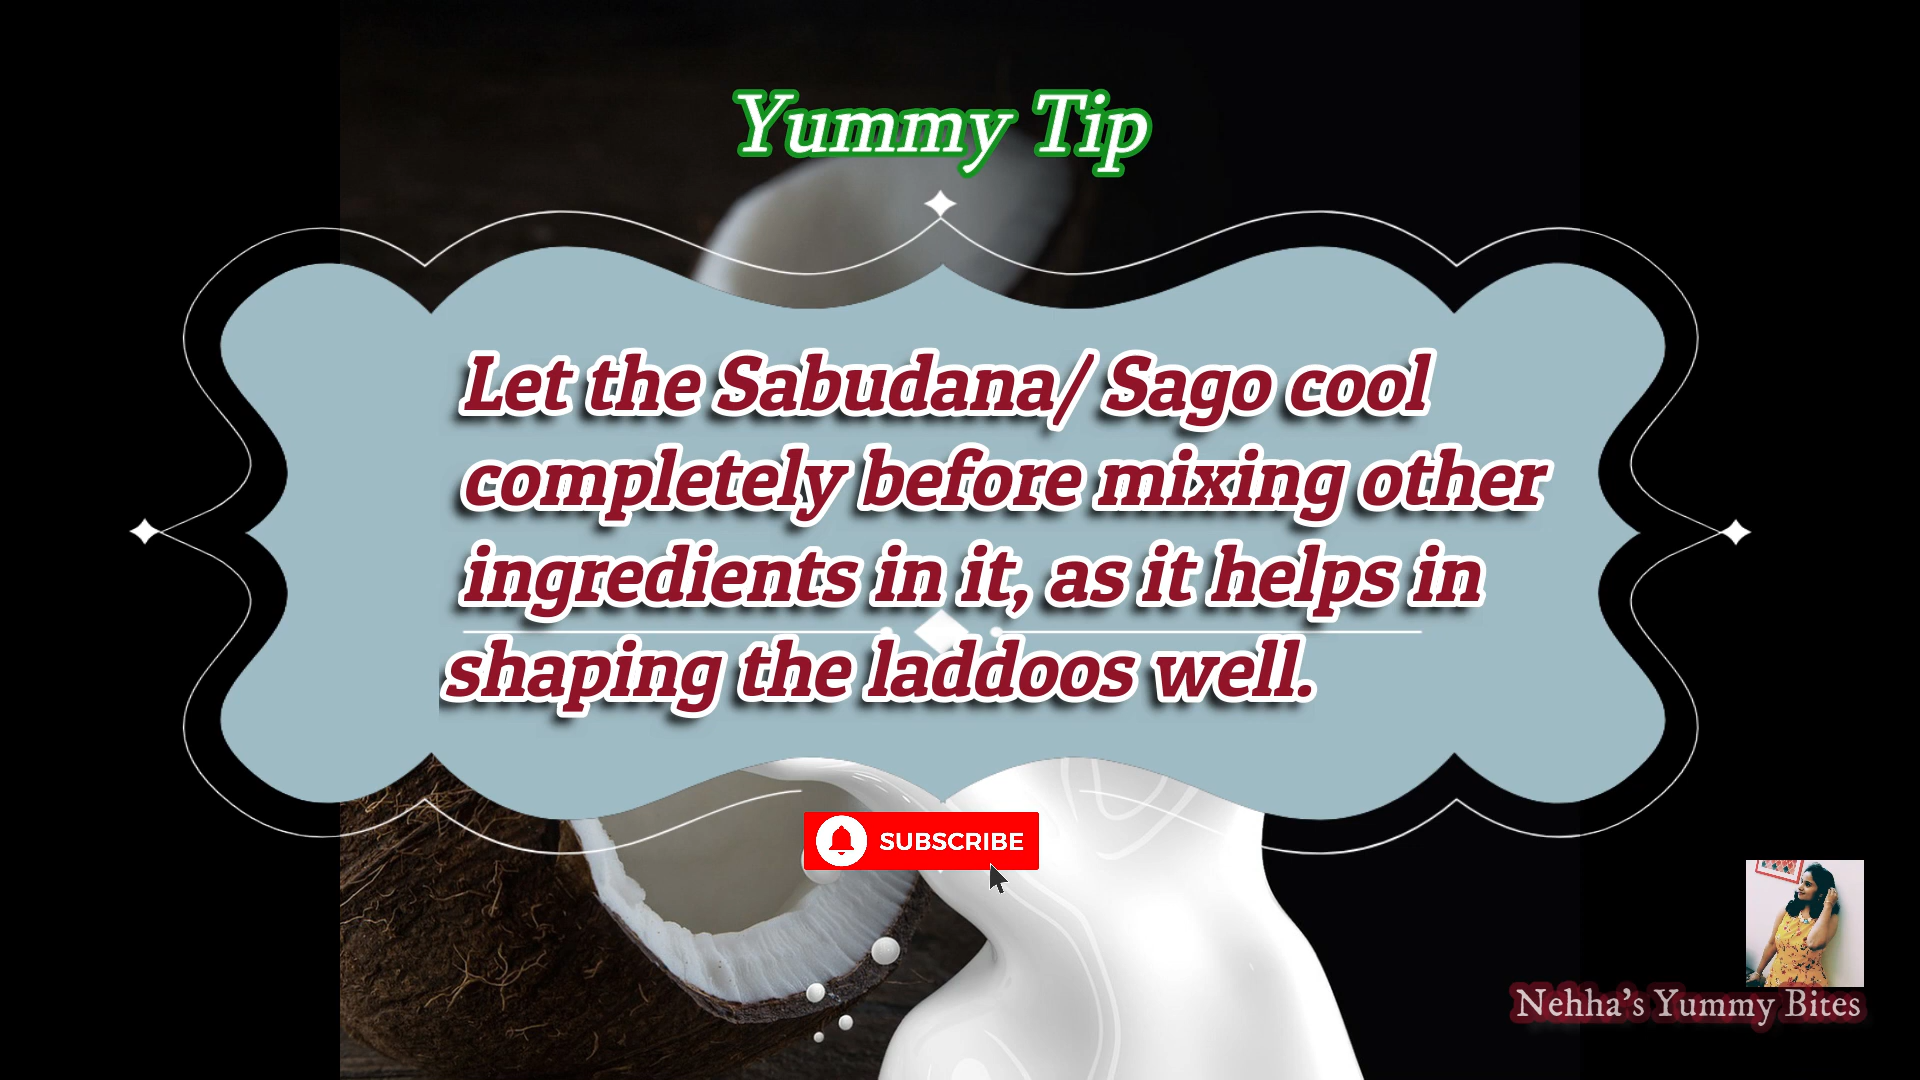 Yummy Tip
Let the Sabudana/ Sago cool
completely before mixing other
ingredients in it, as it helps in
shaping the laddoos well.
SUBSCRIBE
Nehha's Yummy Bites